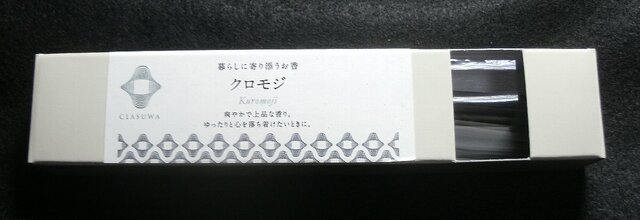 CLASUWA
暮らしに寄り添うお香
クロモジ
Kuromoji
爽やかで上品な香り。
ゆったりと心を落ち着けたいときに。